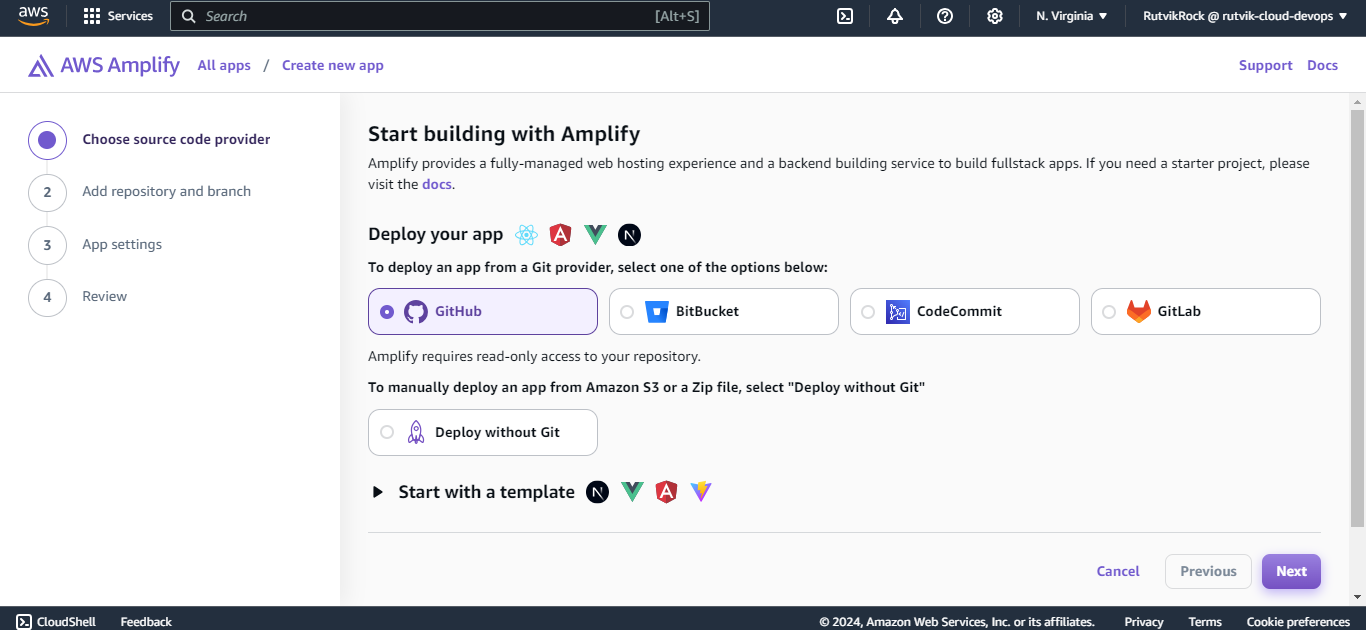 aws
Services
Search [Alt+S]
N. Virginia
RutvikRock @ rutvik-cloud-devops
AWS Amplify
All apps / Create new app
Support
Docs
Choose source code provider
2 Add repository and branch
3 App settings
4 Review
Start building with Amplify
Amplify provides a fully-managed web hosting experience and a backend building service to build fullstack apps. If you need a starter project, please
visit the docs.
Deploy your app
To deploy an app from a Git provider, select one of the options below:
GitHub
BitBucket
CodeCommit
GitLab
Amplify requires read-only access to your repository.
To manually deploy an app from Amazon S3 or a Zip file, select "Deploy without Git"
Deploy without Git
Start with a template
Cancel
Previous
Next
CloudShell
Feedback
© 2024, Amazon Web Services, Inc. or its affiliates.
Privacy
Terms
Cookie preferences